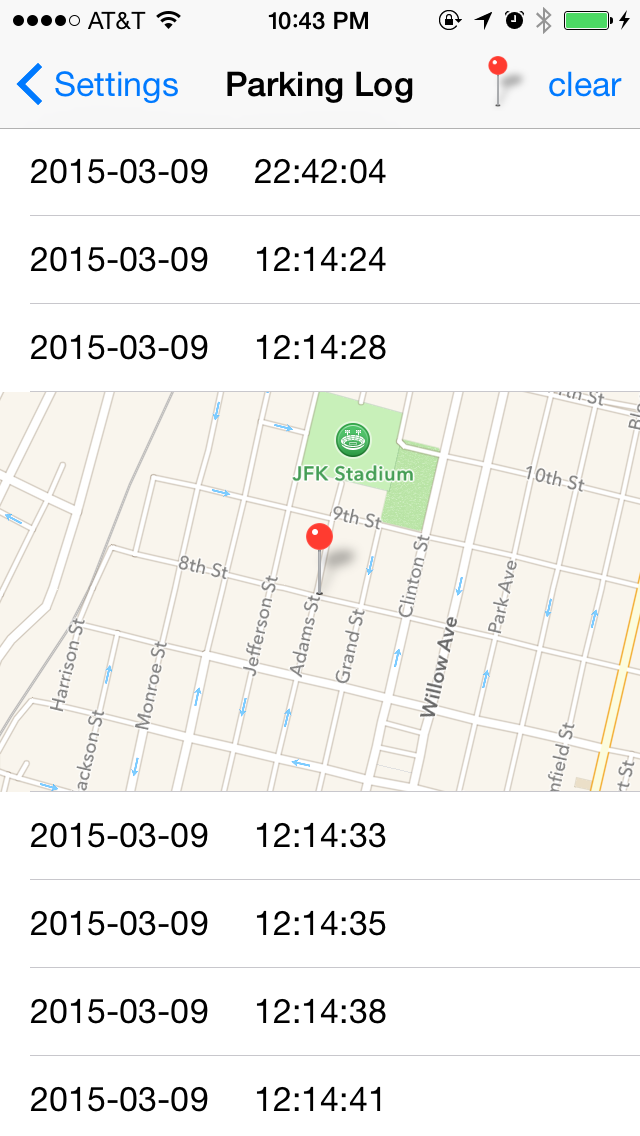 AT&T 10:43 PM
Settings Parking Log clear
2015-03-09 22:42:04
2015-03-09 12:14:24
2015-03-09 12:14:28
JFK Stadium
10th St
9th St
8th St
Clinton St
Park Ave
Jefferson St
Adams St
Grand St
Harrison St
Monroe St
Willow Ave
ackson St
nfield St
t St
2015-03-09 12:14:33
2015-03-09 12:14:35
2015-03-09 12:14:38
2015-03-09 12:14:41